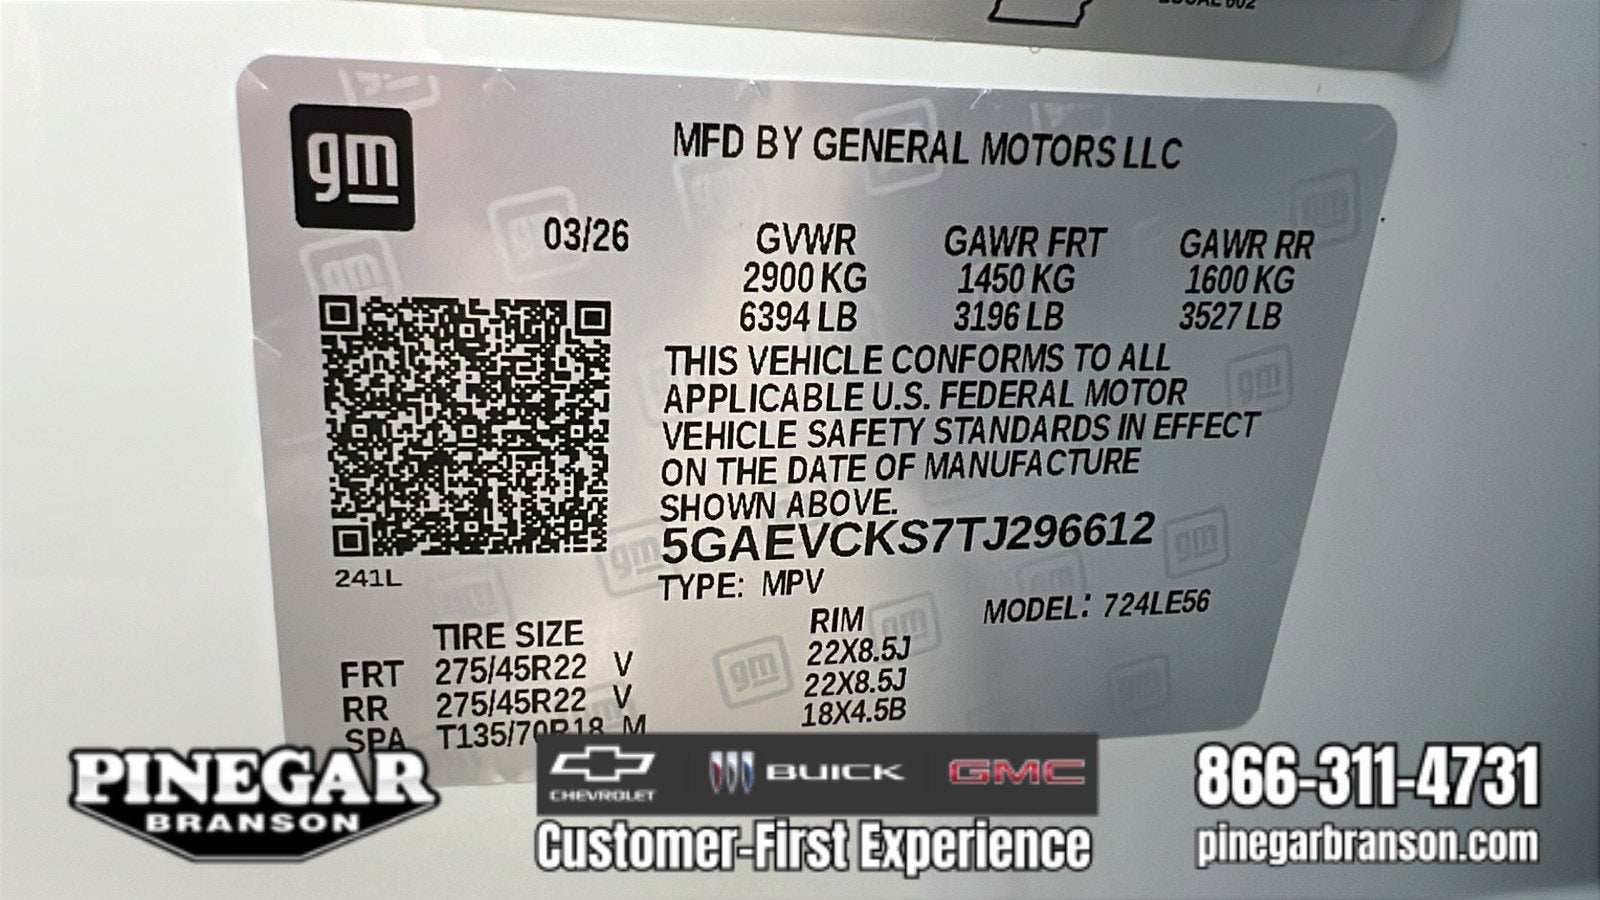 LOCAL 602
gm
MFD BY GENERAL MOTORS LLC
03/26
GVWR GAWR FRT GAWR RR
2900 KG 1450 KG 1600 KG
6394 LB 3196 LB 3527 LB
THIS VEHICLE CONFORMS TO ALL
APPLICABLE U.S. FEDERAL MOTOR
VEHICLE SAFETY STANDARDS IN EFFECT
ON THE DATE OF MANUFACTURE
SHOWN ABOVE.
5GAEVCKS7TJ296612
241L
TYPE: MPV MODEL: 724LE56
TIRE SIZE RIM
FRT 275/45R22 V 22X8.5J
RR 275/45R22 V 22X8.5J
SPA T135/70R18 M 18X4.5B
PINEGAR
BRANSON
CHEVROLET
BUICK
GMC
Customer-First Experience
866-311-4731
pinegarbranson.com